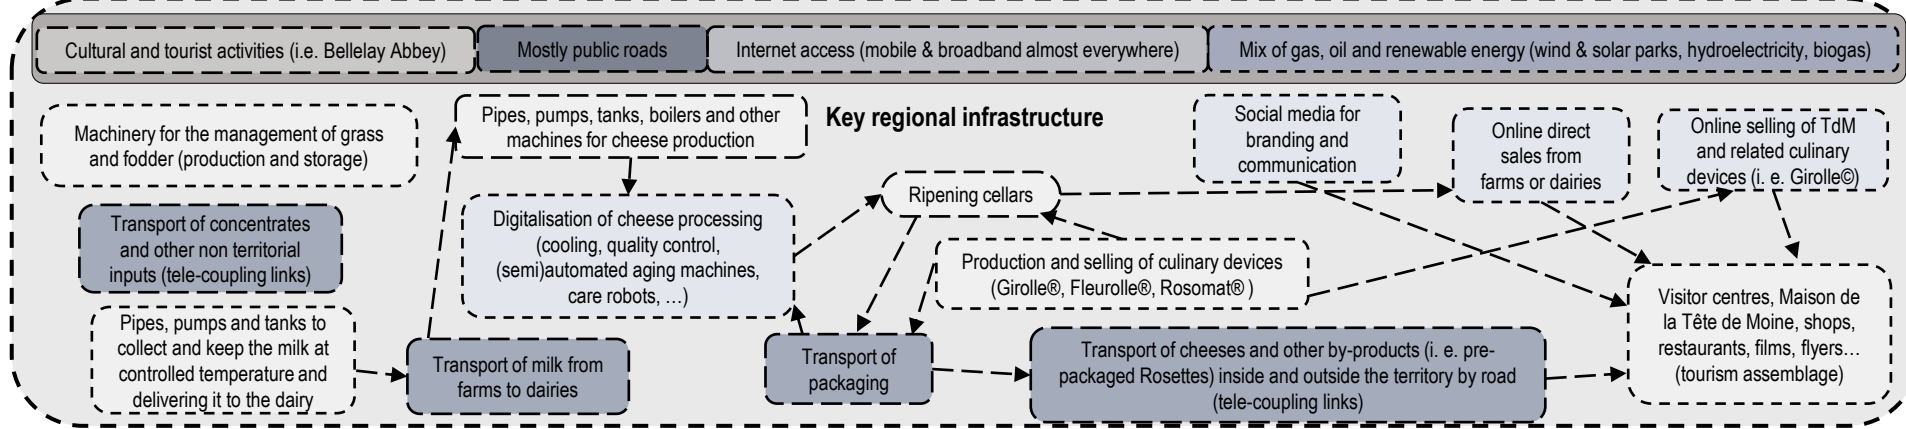 Cultural and tourist activities (i.e. Bellelay Abbey)
Mostly public roads
Internet access (mobile & broadband almost everywhere)
Mix of gas, oil and renewable energy (wind & solar parks, hydroelectricity, biogas)
Key regional infrastructure
Machinery for the management of grass
and fodder (production and storage)
Transport of concentrates
and other non territorial
inputs (tele-coupling links)
Pipes, pumps and tanks to
collect and keep the milk at
controlled temperature and
delivering it to the dairy
Transport of milk from
farms to dairies
Pipes, pumps, tanks, boilers and other
machines for cheese production
Digitalisation of cheese processing
(cooling, quality control,
(semi)automated aging machines,
care robots, …)
Ripening cellars
Production and selling of culinary devices
(Girolle®, Fleurolle®, Rosomat® )
Transport of
packaging
Transport of cheeses and other by-products (i. e. pre-
packaged Rosettes) inside and outside the territory by road
(tele-coupling links)
Social media for
branding and
communication
Online direct
sales from
farms or dairies
Online selling of TdM
and related culinary
devices (i. e. Girolle©)
Visitor centres, Maison de
la Tête de Moine, shops,
restaurants, films, flyers…
(tourism assemblage)